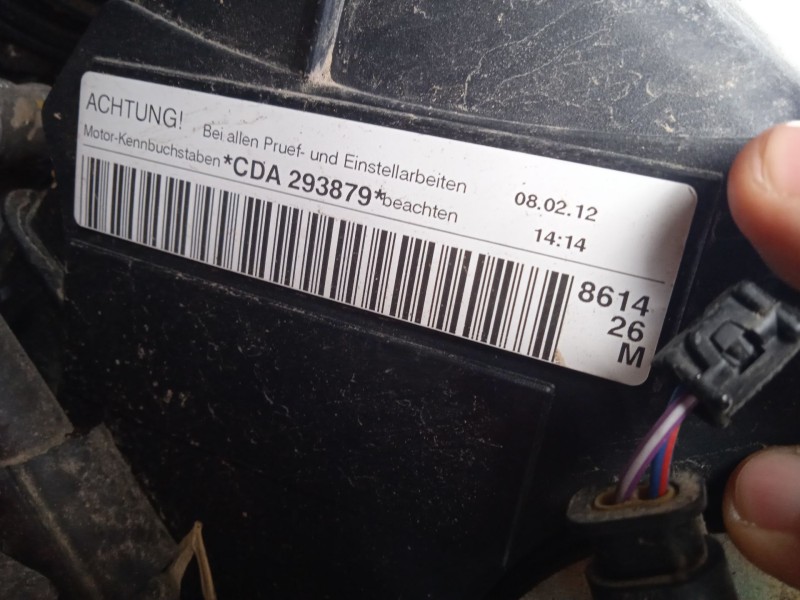 ACHTUNG! Bei allen Pruef- und Einstellarbeiten
Motor-Kennbuchstaben *CDA 293879* beachten
08.02.12
14:14
8614
26
M